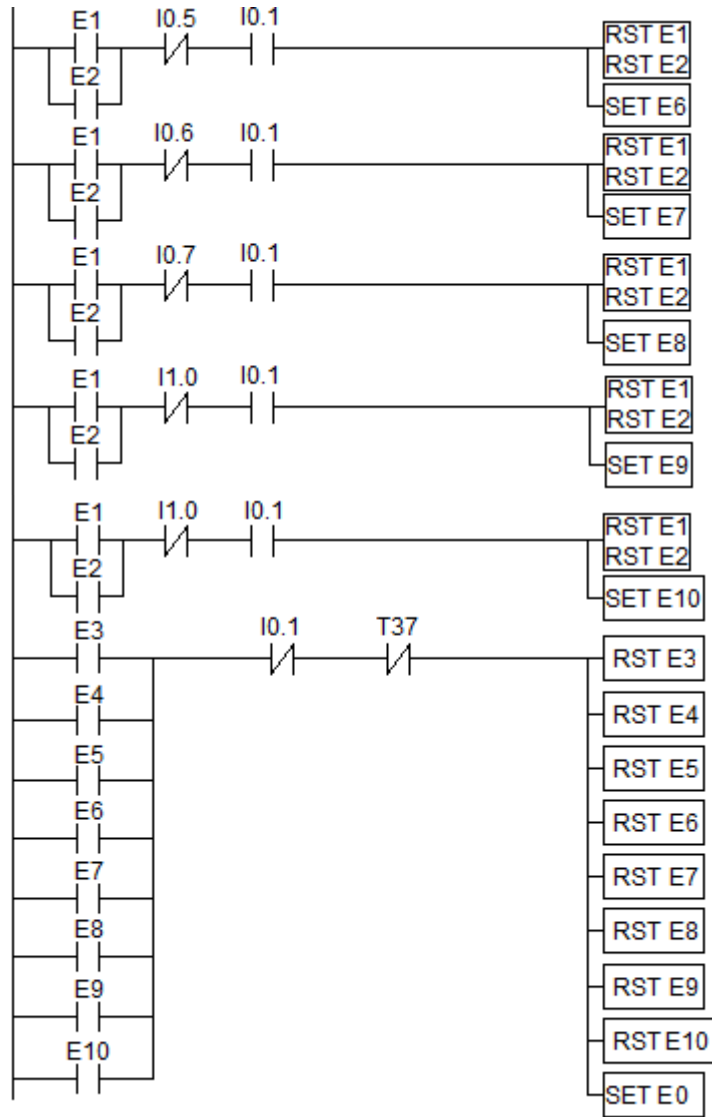 E1 I0.5 I0.1
RST E1
RST E2
E2
SET E6
E1 I0.6 I0.1
RST E1
RST E2
E2
SET E7
E1 I0.7 I0.1
RST E1
RST E2
E2
SET E8
E1 I1.0 I0.1
RST E1
RST E2
E2
SET E9
E1 I1.0 I0.1
RST E1
RST E2
E2
SET E10
E3 I0.1 T37
RST E3
E4
RST E4
E5
RST E5
E6
RST E6
E7
RST E7
E8
RST E8
E9
RST E9
E10
RST E10
SET E0